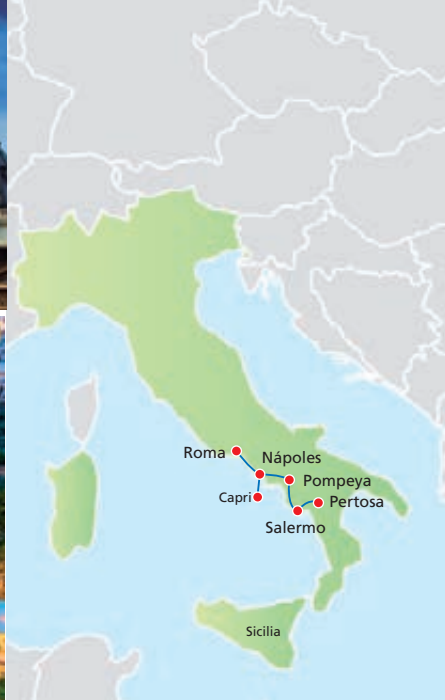 Roma
Nápoles
Pompeya
Capri
Pertosa
Salermo
Sicilia